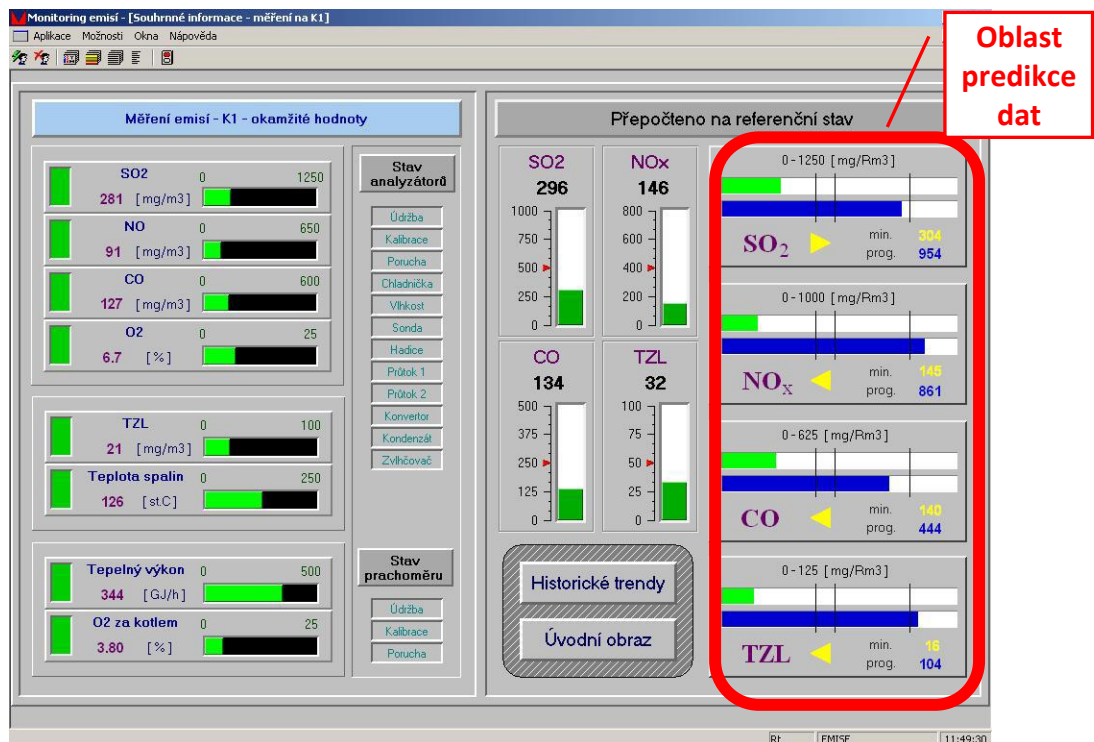 Monitoring emisí - [Souhrnné informace - měření na K1]
Aplikace Možnosti Okna Nápověda
Oblast
predikce
dat
Měření emisí - K1 - okamžité hodnoty
SO2 0 1250
281 [mg/m3]
NO 0 650
91 [mg/m3]
CO 0 600
127 [mg/m3]
O2 0 25
6.7 [%]
TZL 0 100
21 [mg/m3]
Teplota spalin 0 250
126 [st.C]
Tepelný výkon 0 500
344 [GJ/h]
O2 za kotlem 0 25
3.80 [%]
Stav
analyzátorů
Údržba
Kalibrace
Porucha
Chladnička
Vlhkost
Sonda
Hadice
Průtok 1
Průtok 2
Konvertor
Kondenzát
Zvlhčovač
Stav
prachoměru
Údržba
Kalibrace
Porucha
Přepočteno na referenční stav
SO2
296
1000
750
500
250
0
NOx
146
800
600
400
200
0
CO
134
500
375
250
125
0
TZL
32
100
75
50
25
0
Historické trendy
Úvodní obraz
0-1250 [mg/Rm3]
SO2 min. 304
prog. 954
0-1000 [mg/Rm3]
NOX min. 145
prog. 861
0-625 [mg/Rm3]
CO min. 140
prog. 444
0-125 [mg/Rm3]
TZL min. 16
prog. 104
Rt EMISE 11:49:30